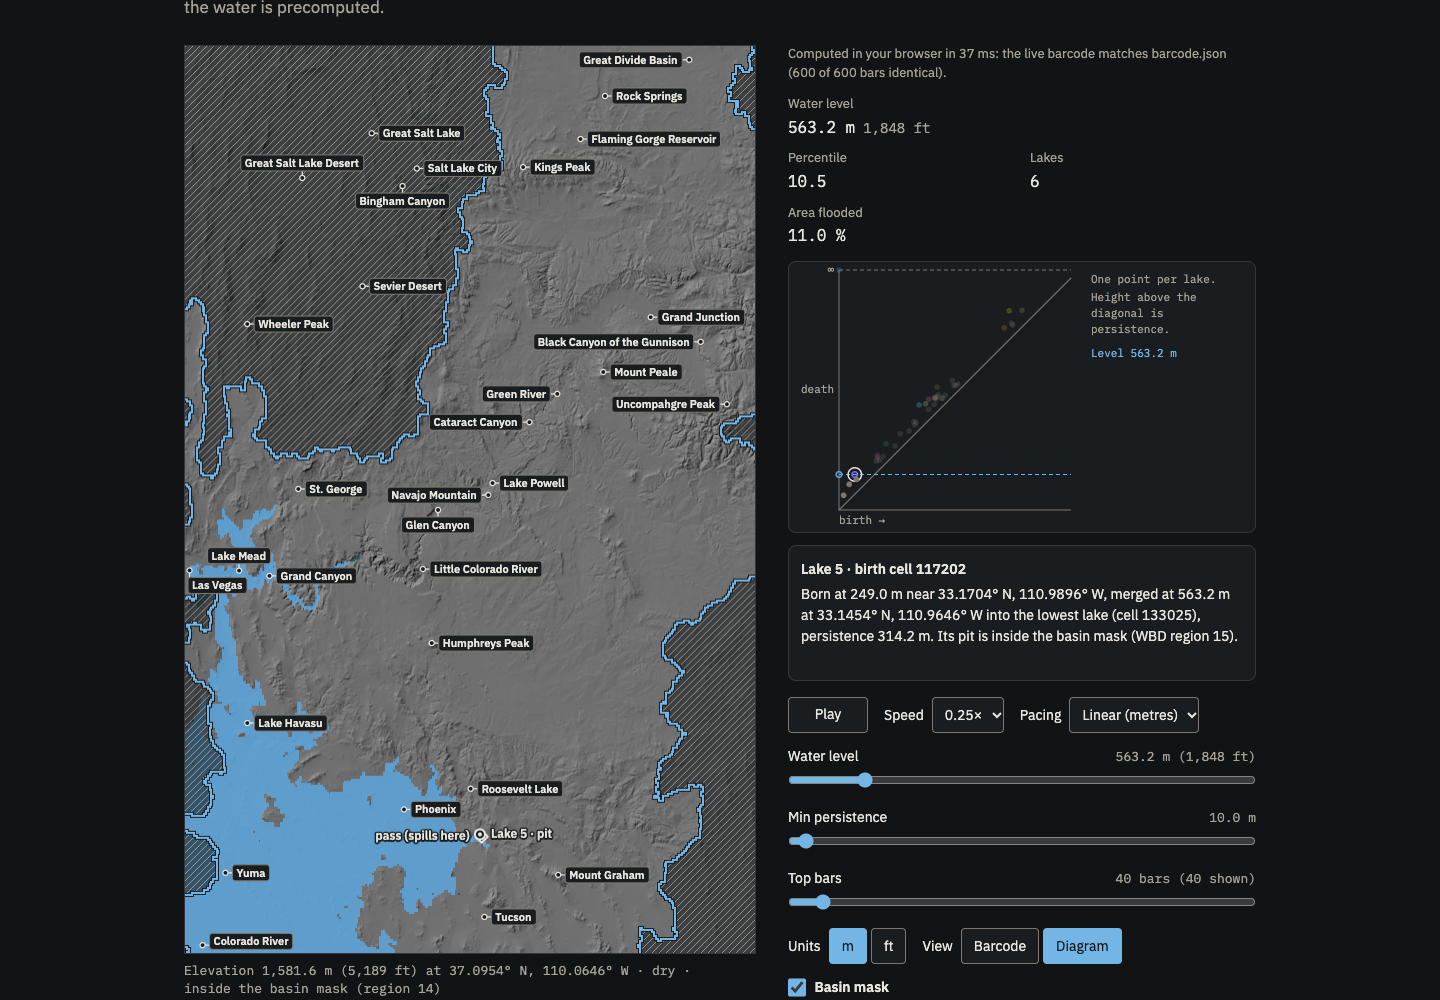 the water is precomputed.
Great Divide Basin
Rock Springs
Great Salt Lake
Flaming Gorge Reservoir
Great Salt Lake Desert
Salt Lake City
Kings Peak
Bingham Canyon
Sevier Desert
Wheeler Peak
Grand Junction
Black Canyon of the Gunnison
Mount Peale
Green River
Uncompahgre Peak
Cataract Canyon
St. George
Lake Powell
Navajo Mountain
Glen Canyon
Lake Mead
Las Vegas
Grand Canyon
Little Colorado River
Humphreys Peak
Lake Havasu
Roosevelt Lake
Phoenix
pass (spills here)
Lake 5 · pit
Yuma
Mount Graham
Tucson
Colorado River
Elevation 1,581.6 m (5,189 ft) at 37.0954° N, 110.0646° W · dry ·
inside the basin mask (region 14)
Computed in your browser in 37 ms: the live barcode matches barcode.json
(600 of 600 bars identical).
Water level
563.2 m 1,848 ft
Percentile
10.5
Lakes
6
Area flooded
11.0 %
∞
death
birth →
One point per lake.
Height above the
diagonal is
persistence.
Level 563.2 m
Lake 5 · birth cell 117202
Born at 249.0 m near 33.1704° N, 110.9896° W, merged at 563.2 m
at 33.1454° N, 110.9646° W into the lowest lake (cell 133025),
persistence 314.2 m. Its pit is inside the basin mask (WBD region 15).
Play
Speed
0.25×
Pacing
Linear (metres)
Water level
563.2 m (1,848 ft)
Min persistence
10.0 m
Top bars
40 bars (40 shown)
Units
m
ft
View
Barcode
Diagram
Basin mask